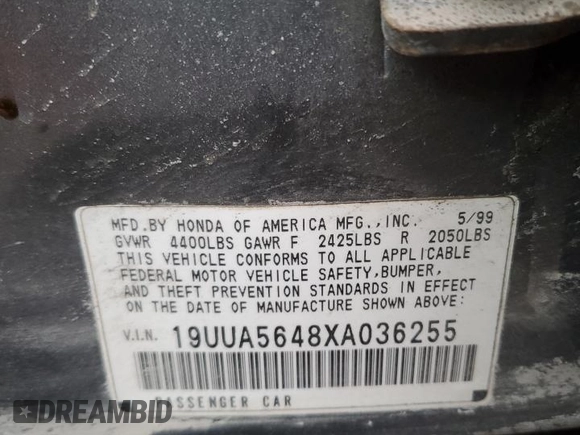 MFD.BY HONDA OF AMERICA MFG.,INC. 5/99
GVWR 4400LBS GAWR F 2425LBS R 2050LBS
THIS VEHICLE CONFORMS TO ALL APPLICABLE
FEDERAL MOTOR VEHICLE SAFETY,BUMPER,
AND THEFT PREVENTION STANDARDS IN EFFECT
ON THE DATE OF MANUFACTURE SHOWN ABOVE:
V.I.N. 19UUA5648XA036255
CAR
DREAMBID